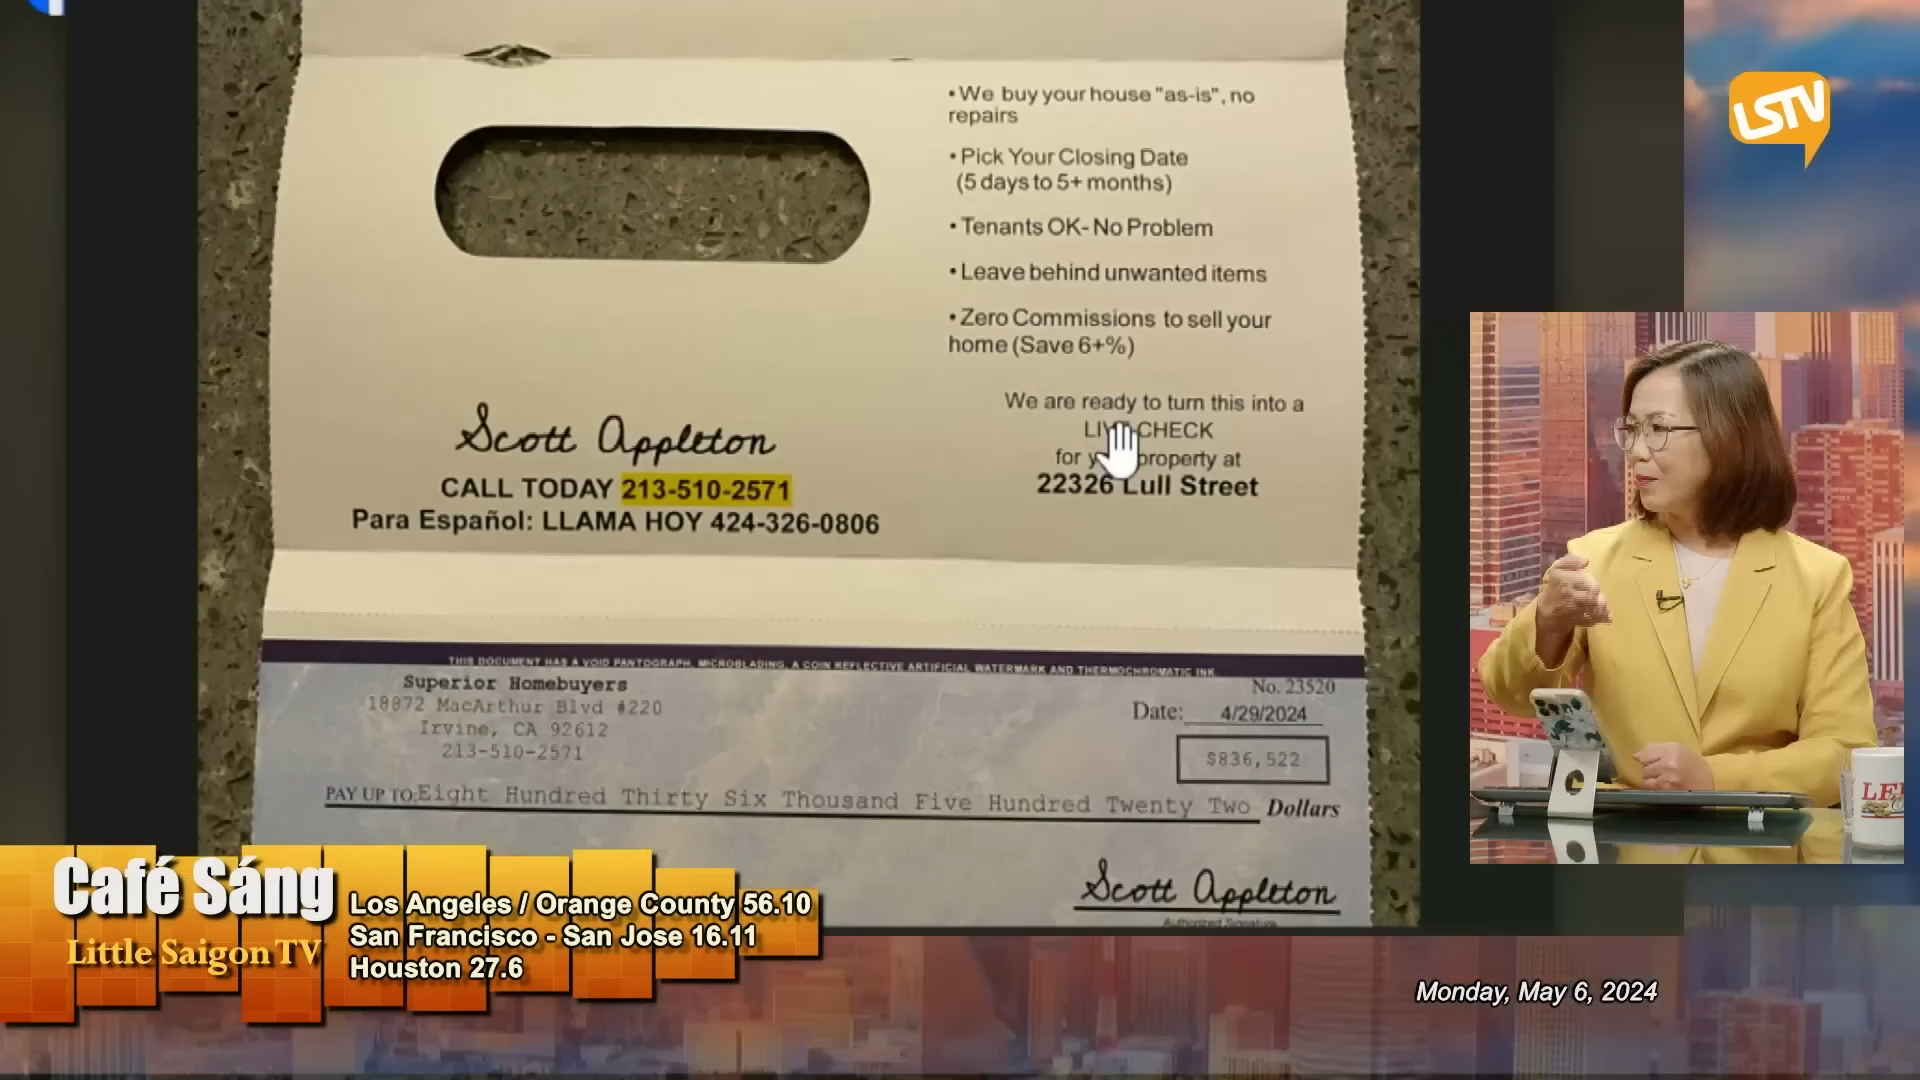 • We buy your house "as-is", no
repairs
• Pick Your Closing Date
(5 days to 5+ months)
• Tenants OK- No Problem
• Leave behind unwanted items
• Zero Commissions to sell your
home (Save 6+%)
We are ready to turn this into a
CHECK
for property at
22326 Lull Street
Scott Appleton
CALL TODAY 213-510-2571
Para Español: LLAMA HOY 424-326-0806
THIS DOCUMENT HAS A VOID PANTOGRAPH, MICROBLADING, A COIN REFLECTIVE ARTIFICIAL WATERMARK AND THERMOCHROMATIC INK.
Superior Homebuyers
18872 MacArthur Blvd #220
Irvine, CA 92612
213-510-2571
No. 23520
Date: 4/29/2024
$836,522
PAY UP TO: Eight Hundred Thirty Six Thousand Five Hundred Twenty Two Dollars
Scott Appleton
Authorized Signature
LSTV
Café Sáng
Little Saigon TV
Los Angeles / Orange County 56.10
San Francisco - San Jose 16.11
Houston 27.6
Monday, May 6, 2024